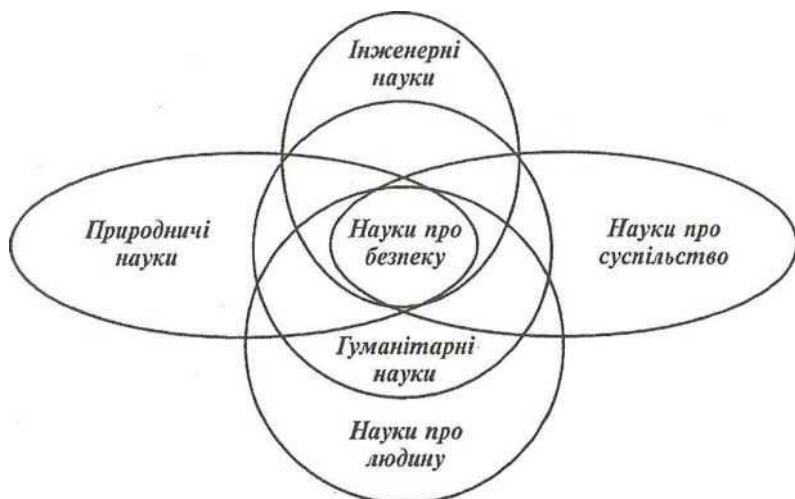 Інженерні
науки
Природничі
науки
Науки про
безпеку
Науки про
суспільство
Гуманітарні
науки
Науки про
людину